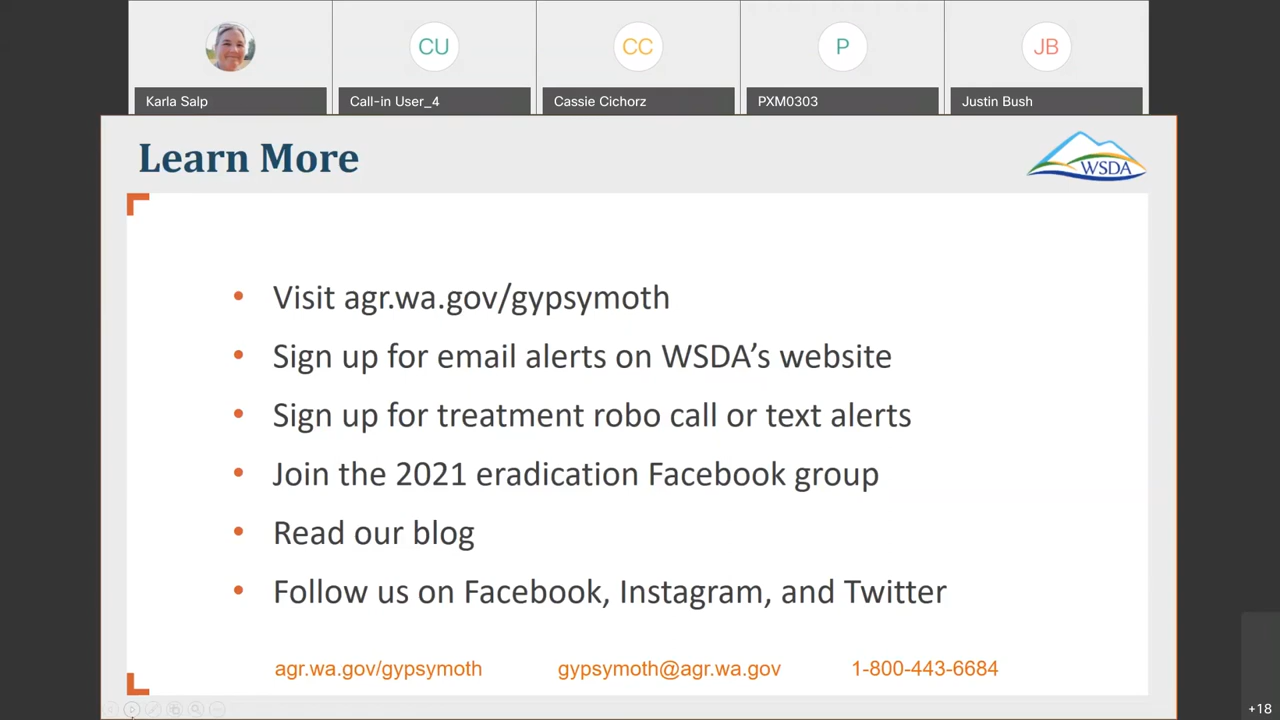 CU
CC
P
JB
Karla Salp
Call-in User_4
Cassie Cichorz
PXM0303
Justin Bush
Learn More
WSDA
• Visit agr.wa.gov/gypsymoth
• Sign up for email alerts on WSDA’s website
• Sign up for treatment robo call or text alerts
• Join the 2021 eradication Facebook group
• Read our blog
• Follow us on Facebook, Instagram, and Twitter
agr.wa.gov/gypsymoth gypsymoth@agr.wa.gov 1-800-443-6684
+18